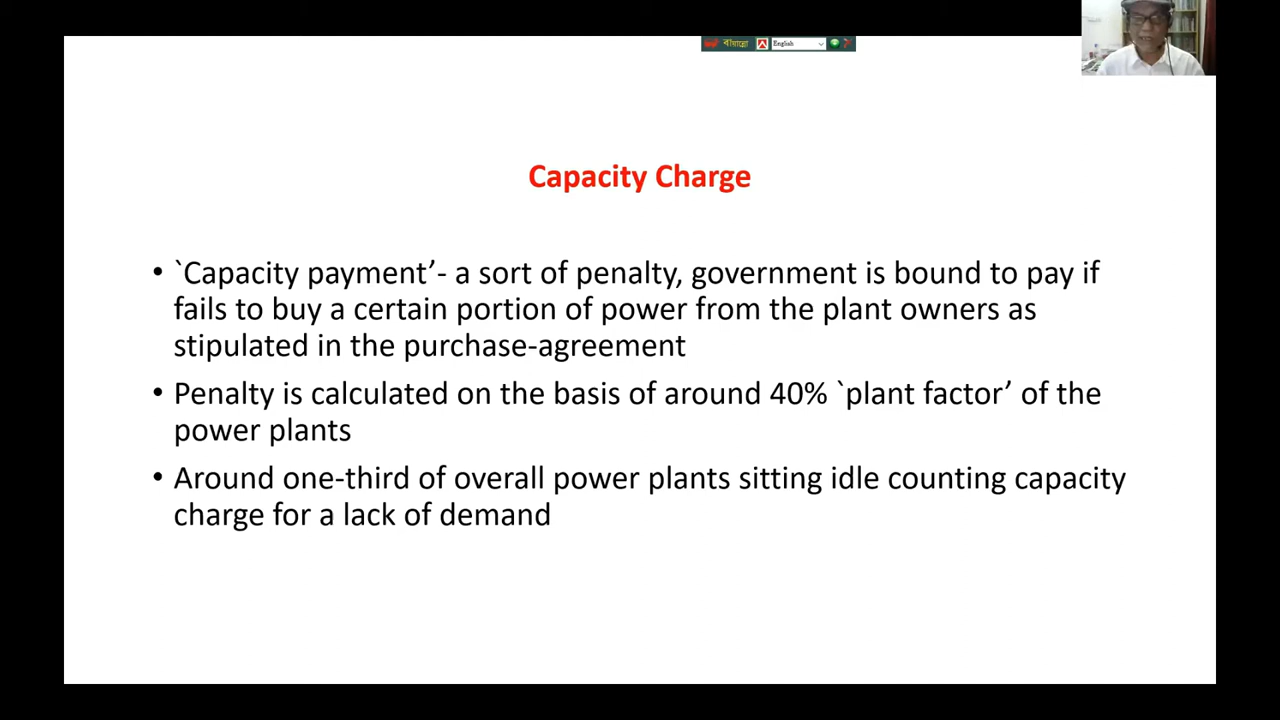 বায়ান্নো
English
Capacity Charge
• `Capacity payment’- a sort of penalty, government is bound to pay if
fails to buy a certain portion of power from the plant owners as
stipulated in the purchase-agreement
• Penalty is calculated on the basis of around 40% `plant factor’ of the
power plants
• Around one-third of overall power plants sitting idle counting capacity
charge for a lack of demand